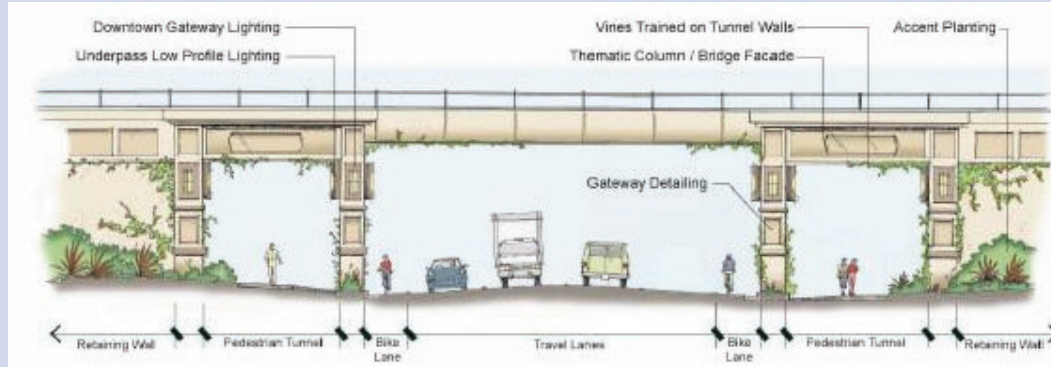 Downtown Gateway Lighting
Vines Trained on Tunnel Walls
Accent Planting
Underpass Low Profile Lighting
Thematic Column / Bridge Facade
Gateway Detailing
Retaining Wall
Pedestrian Tunnel
Bike
Lane
Travel Lanes
Bike
Lane
Pedestrian Tunnel
Retaining Wall